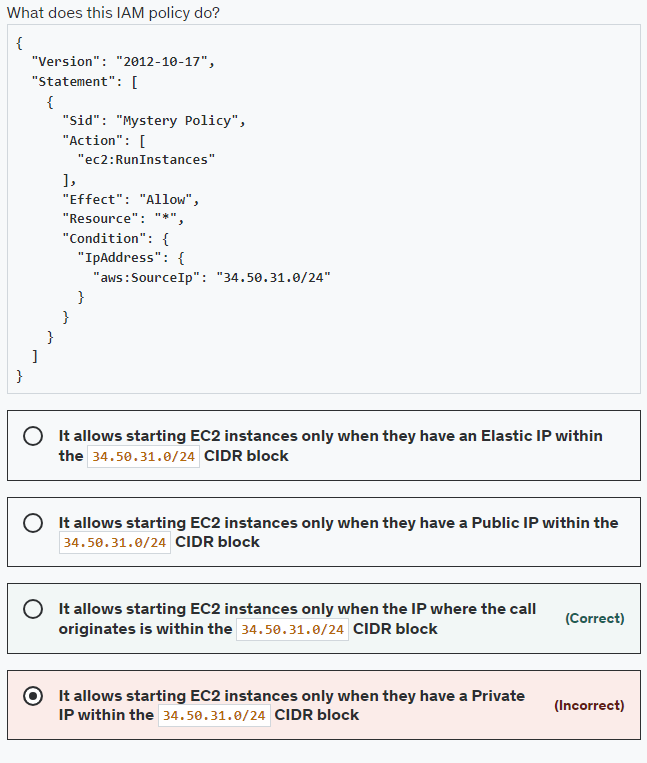 What does this IAM policy do?
{
  "Version": "2012-10-17",
  "Statement": [
    {
      "Sid": "Mystery Policy",
      "Action": [
        "ec2:RunInstances"
      ],
      "Effect": "Allow",
      "Resource": "*",
      "Condition": {
        "IpAddress": {
          "aws:SourceIp": "34.50.31.0/24"
        }
      }
    }
  ]
}
It allows starting EC2 instances only when they have an Elastic IP within
the 34.50.31.0/24 CIDR block
It allows starting EC2 instances only when they have a Public IP within the
34.50.31.0/24 CIDR block
It allows starting EC2 instances only when the IP where the call
originates is within the 34.50.31.0/24 CIDR block
(Correct)
It allows starting EC2 instances only when they have a Private
IP within the 34.50.31.0/24 CIDR block
(Incorrect)